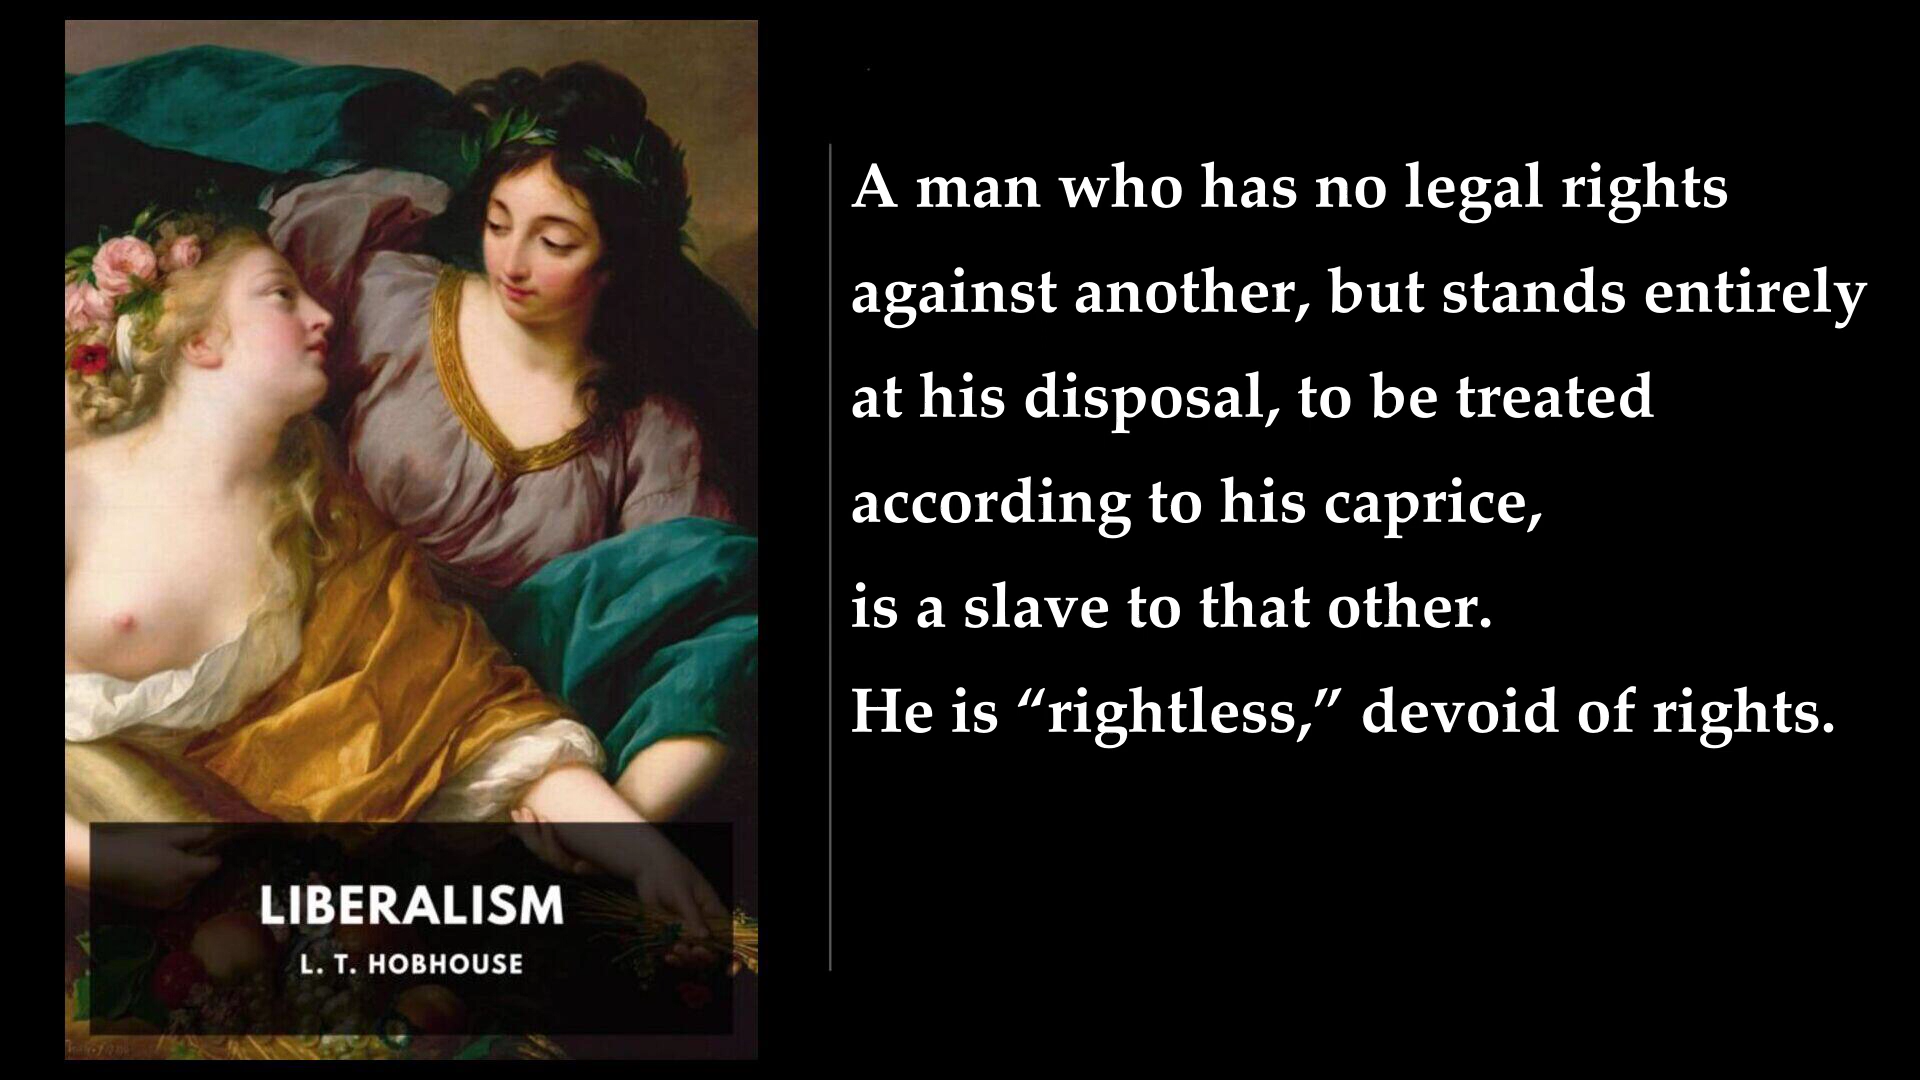 A man who has no legal rights
against another, but stands entirely
at his disposal, to be treated
according to his caprice,
is a slave to that other.
He is “rightless,” devoid of rights.
LIBERALISM
L. T. HOBHOUSE